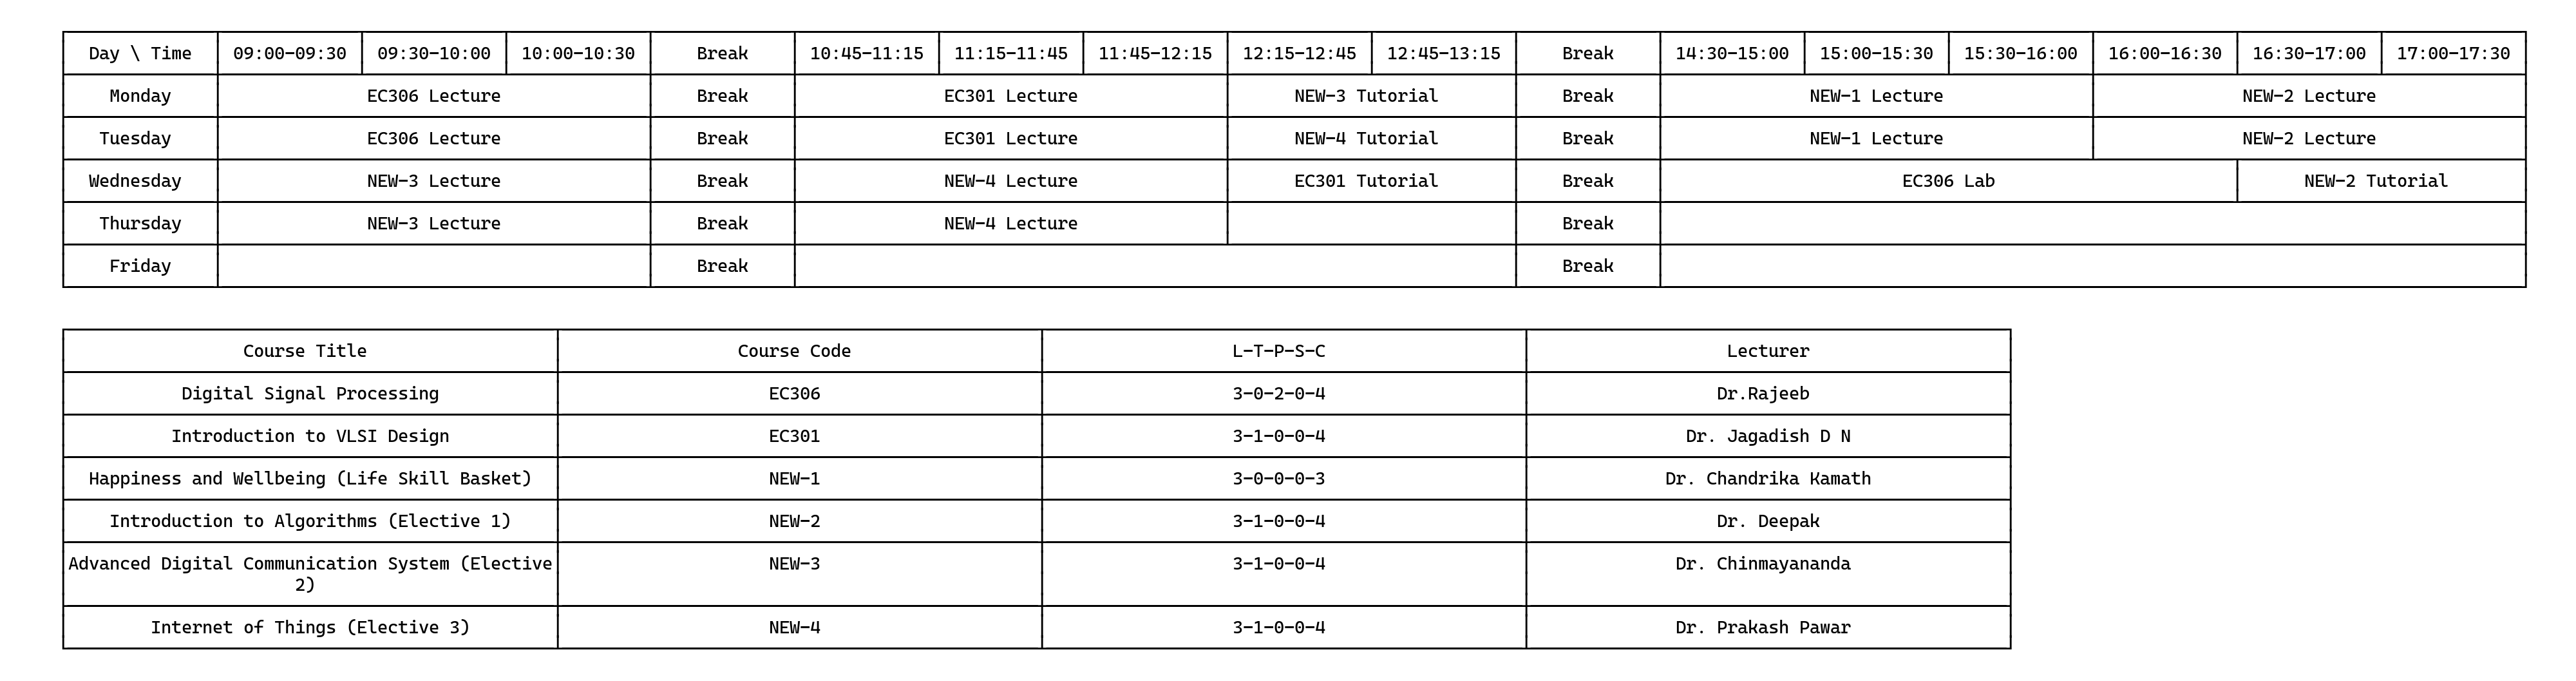 Day \ Time 09:00-09:30 09:30-10:00 10:00-10:30 Break 10:45-11:15 11:15-11:45 11:45-12:15 12:15-12:45 12:45-13:15 Break 14:30-15:00 15:00-15:30 15:30-16:00 16:00-16:30 16:30-17:00 17:00-17:30
Monday EC306 Lecture Break EC301 Lecture NEW-3 Tutorial Break NEW-1 Lecture NEW-2 Lecture
Tuesday EC306 Lecture Break EC301 Lecture NEW-4 Tutorial Break NEW-1 Lecture NEW-2 Lecture
Wednesday NEW-3 Lecture Break NEW-4 Lecture EC301 Tutorial Break EC306 Lab NEW-2 Tutorial
Thursday NEW-3 Lecture Break NEW-4 Lecture Break
Friday Break Break
Course Title Course Code L-T-P-S-C Lecturer
Digital Signal Processing EC306 3-0-2-0-4 Dr.Rajeeb
Introduction to VLSI Design EC301 3-1-0-0-4 Dr. Jagadish D N
Happiness and Wellbeing (Life Skill Basket) NEW-1 3-0-0-0-3 Dr. Chandrika Kamath
Introduction to Algorithms (Elective 1) NEW-2 3-1-0-0-4 Dr. Deepak
Advanced Digital Communication System (Elective NEW-3 3-1-0-0-4 Dr. Chinmayananda
2)
Internet of Things (Elective 3) NEW-4 3-1-0-0-4 Dr. Prakash Pawar